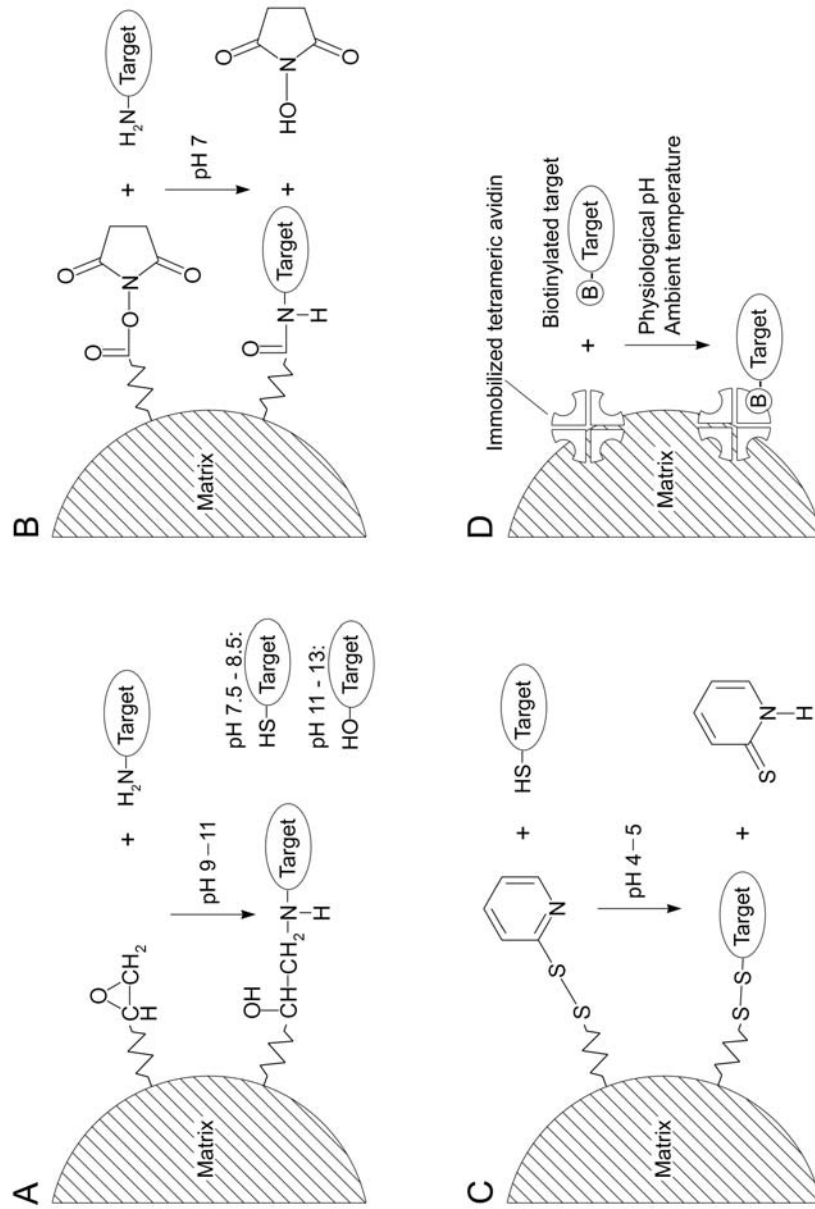 A
O
CH
CH₂
H
+
H₂N–Target
pH 9–11
OH
CH–CH₂–N–Target
H
pH 7.5 - 8.5:
HS–Target
pH 11 - 13:
HO–Target
Matrix
B
O
O
O
N
O
+
H₂N–Target
pH 7
O
N–Target
H
+
HO–N
O
O
Matrix
C
S–S
N
+
HS–Target
pH 4–5
S–S–Target
+
S
N
H
Matrix
D
Immobilized tetrameric avidin
Biotinylated target
+
B–Target
Physiological pH
Ambient temperature
B–Target
Matrix